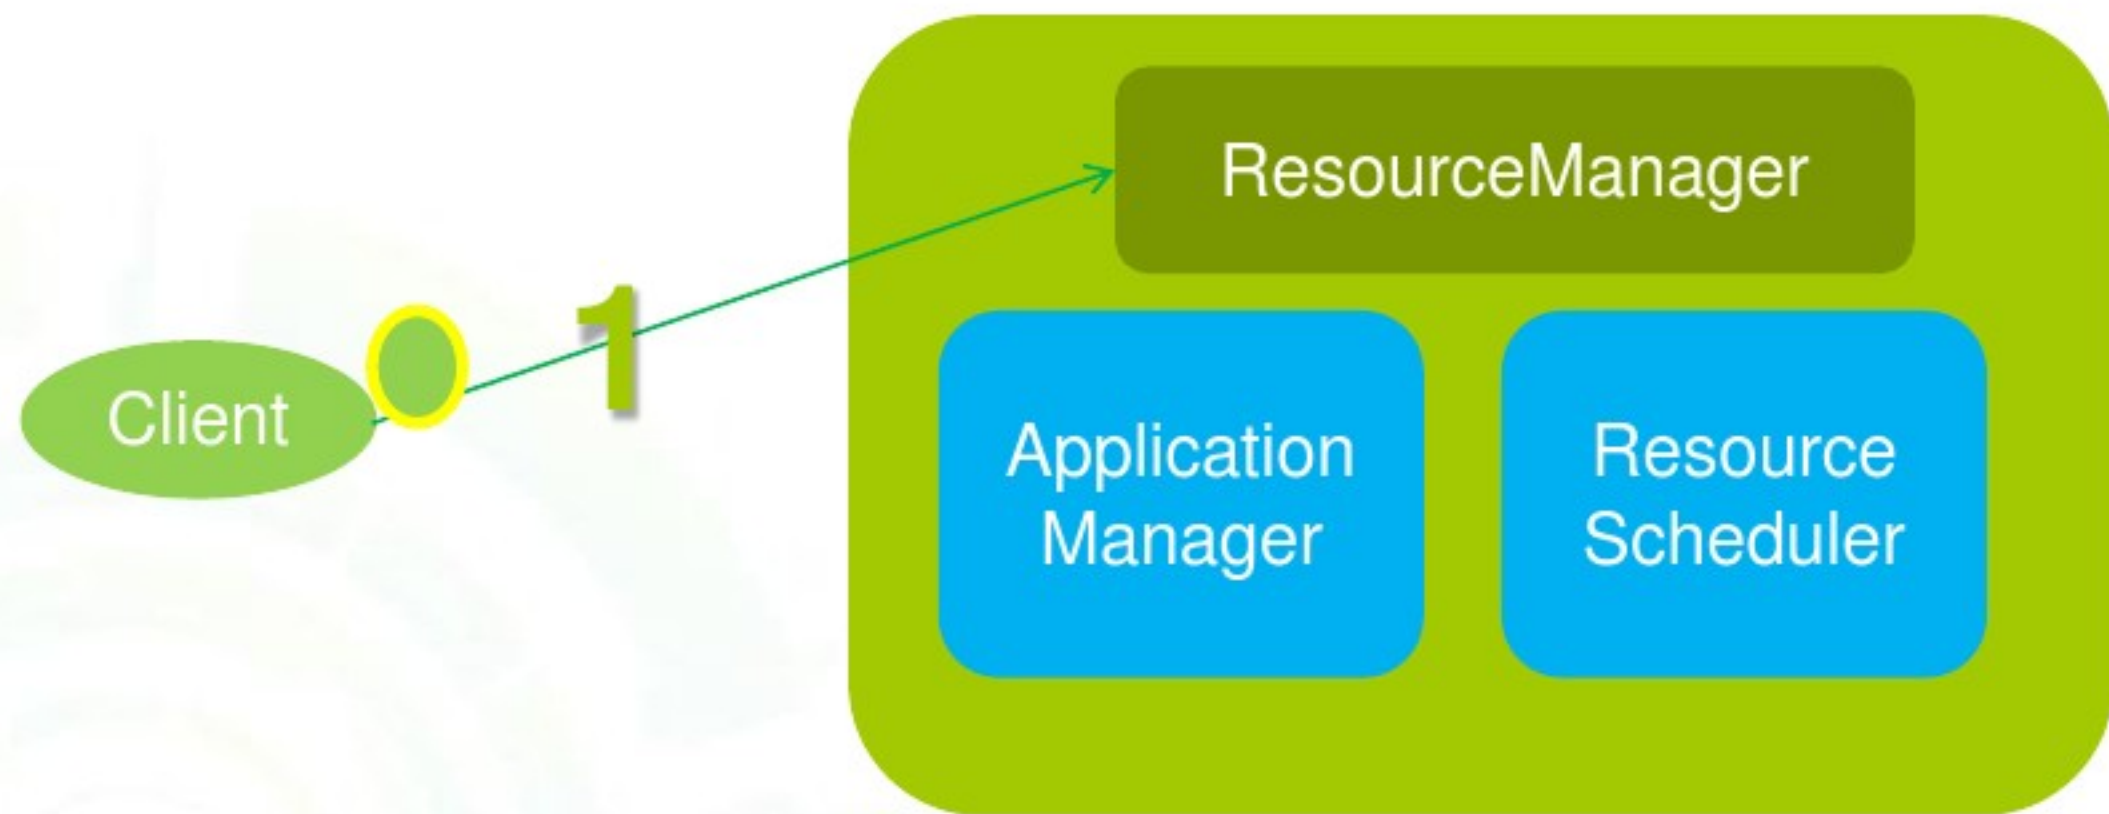 ResourceManager
1
Client
Application
Manager
Resource
Scheduler